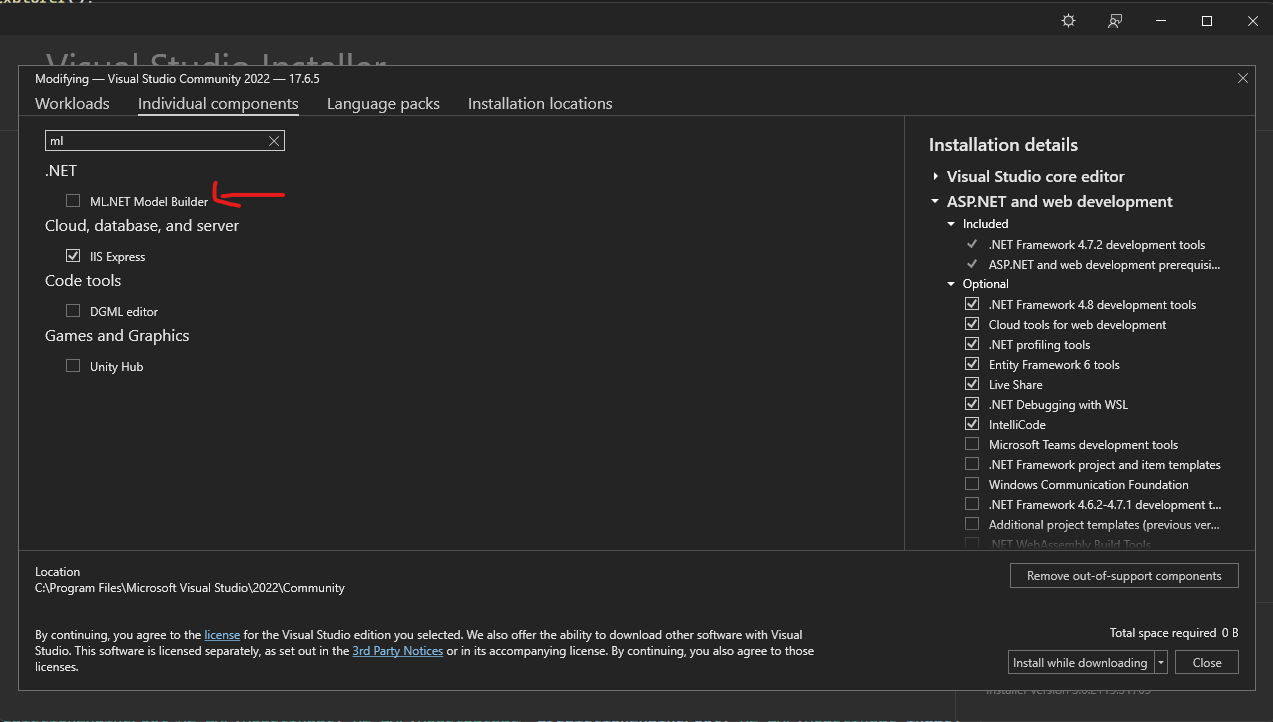 Visual Studio Installer
Modifying — Visual Studio Community 2022 — 17.6.5
Workloads
Individual components
Language packs
Installation locations
ml
.NET
ML.NET Model Builder
Cloud, database, and server
IIS Express
Code tools
DGML editor
Games and Graphics
Unity Hub
Installation details
Visual Studio core editor
ASP.NET and web development
Included
.NET Framework 4.7.2 development tools
ASP.NET and web development prerequisi...
Optional
.NET Framework 4.8 development tools
Cloud tools for web development
.NET profiling tools
Entity Framework 6 tools
Live Share
.NET Debugging with WSL
IntelliCode
Microsoft Teams development tools
.NET Framework project and item templates
Windows Communication Foundation
.NET Framework 4.6.2-4.7.1 development t...
Additional project templates (previous ver...
.NET WebAssembly Build Tools
Location
C:\Program Files\Microsoft Visual Studio\2022\Community
Remove out-of-support components
By continuing, you agree to the license for the Visual Studio edition you selected. We also offer the ability to download other software with Visual
Studio. This software is licensed separately, as set out in the 3rd Party Notices or in its accompanying license. By continuing, you also agree to those
licenses.
Total space required 0 B
Install while downloading
Close